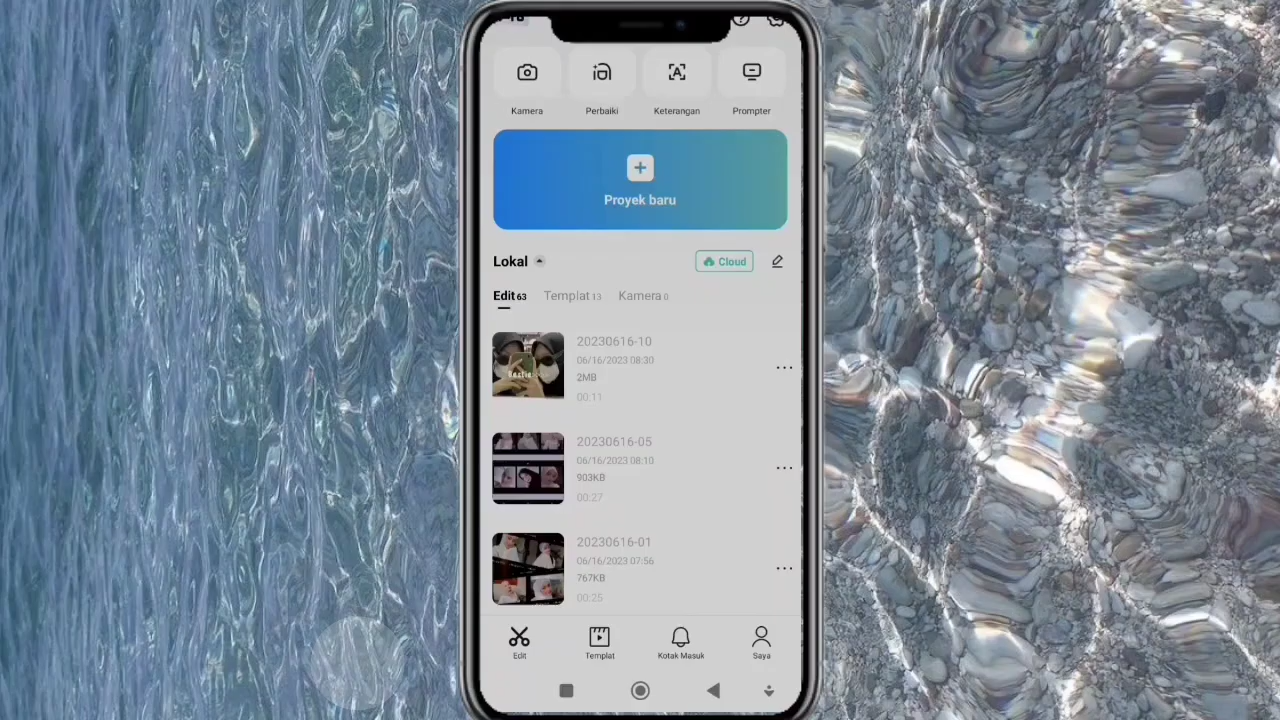 Kamera
Perbaiki
Keterangan
Prompter
Proyek baru
Lokal
Cloud
Edit 63
Templat 13
Kamera 0
20230616-10
06/16/2023 08:30
2MB
00:11
20230616-05
06/16/2023 08:10
903KB
00:27
20230616-01
06/16/2023 07:56
767KB
00:25
Edit
Templat
Kotak Masuk
Saya